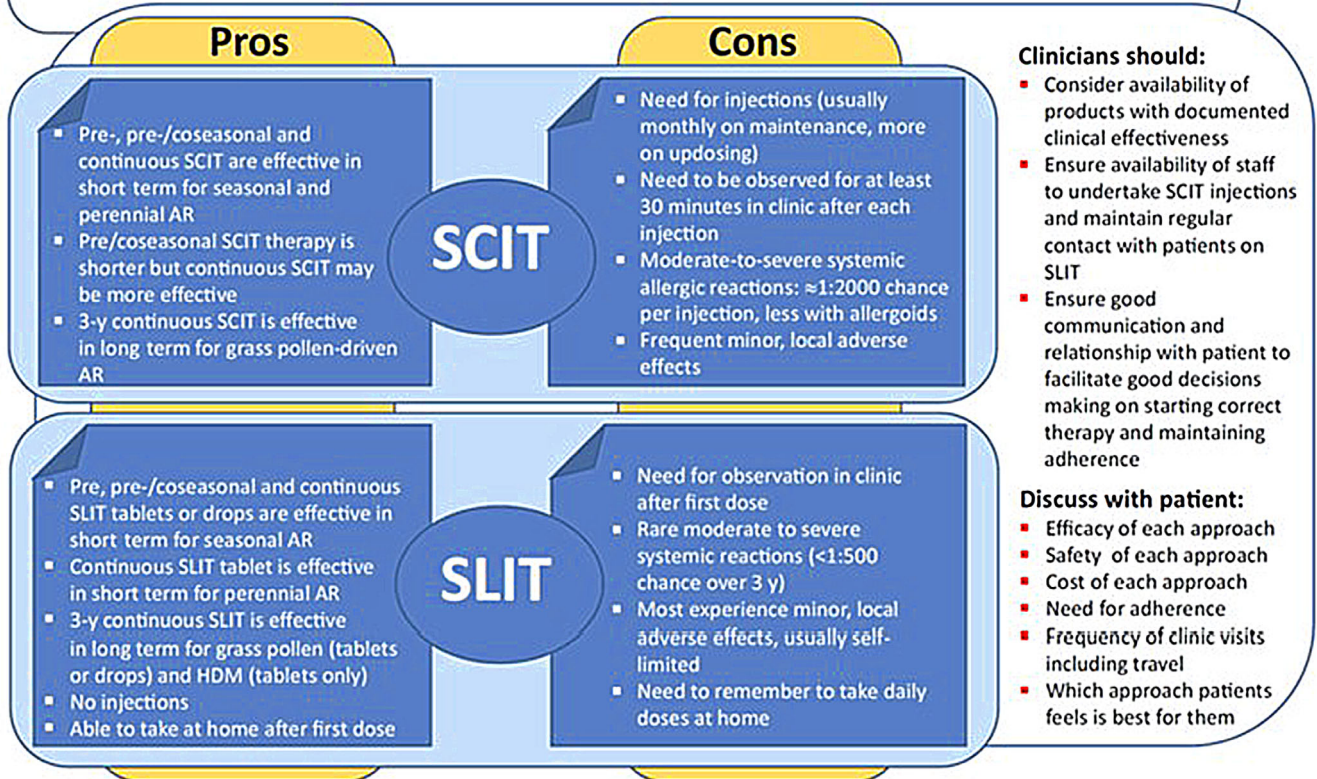 Pros
Cons
Pre-, pre-/coseasonal and
continuous SCIT are effective in
short term for seasonal and
perennial AR
Pre/coseasonal SCIT therapy is
shorter but continuous SCIT may
be more effective
3-y continuous SCIT is effective
in long term for grass pollen-driven
AR
SCIT
Need for injections (usually
monthly on maintenance, more
on updosing)
Need to be observed for at least
30 minutes in clinic after each
injection
Moderate-to-severe systemic
allergic reactions: ≈1:2000 chance
per injection, less with allergoids
Frequent minor, local adverse
effects
Pre, pre-/coseasonal and continuous
SLIT tablets or drops are effective in
short term for seasonal AR
Continuous SLIT tablet is effective
in short term for perennial AR
3-y continuous SLIT is effective
in long term for grass pollen (tablets
or drops) and HDM (tablets only)
No injections
Able to take at home after first dose
SLIT
Need for observation in clinic
after first dose
Rare moderate to severe
systemic reactions (<1:500
chance over 3 y)
Most experience minor, local
adverse effects, usually self-
limited
Need to remember to take daily
doses at home
Clinicians should:
Consider availability of
products with documented
clinical effectiveness
Ensure availability of staff
to undertake SCIT injections
and maintain regular
contact with patients on
SLIT
Ensure good
communication and
relationship with patient to
facilitate good decisions
making on starting correct
therapy and maintaining
adherence
Discuss with patient:
Efficacy of each approach
Safety of each approach
Cost of each approach
Need for adherence
Frequency of clinic visits
including travel
Which approach patients
feels is best for them